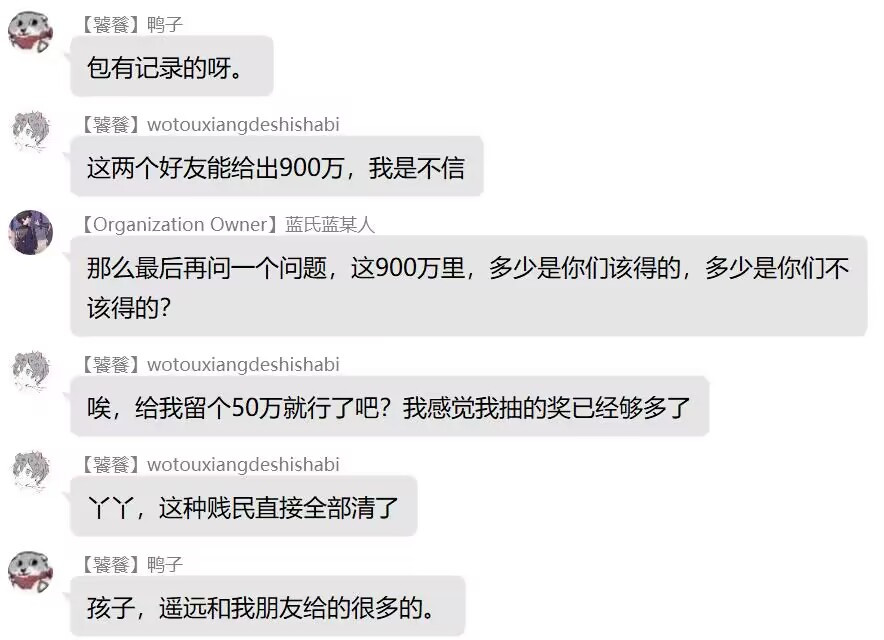 【饕餮】鸭子
包有记录的呀。
【饕餮】wotouxiangdeshishabi
这两个好友能给出900万，我是不信
【Organization Owner】蓝氏蓝某人
那么最后再问一个问题，这900万里，多少是你们该得的，多少是你们不
该得的？
【饕餮】wotouxiangdeshishabi
唉，给我留个50万就行了吧？我感觉我抽的奖已经够多了
【饕餮】wotouxiangdeshishabi
丫丫，这种贱民直接全部清了
【饕餮】鸭子
孩子，遥远和我朋友给的很多的。